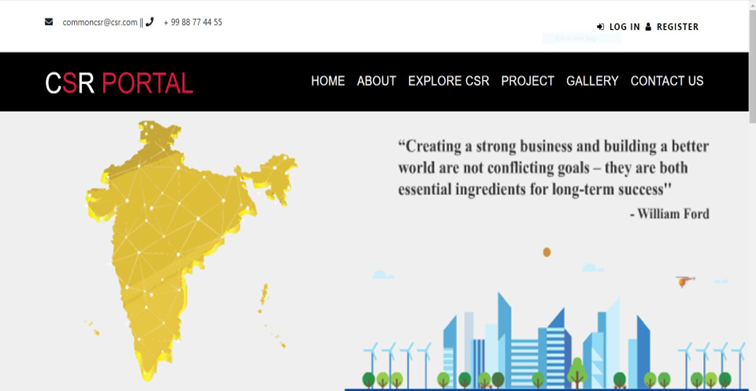 commoncsr@csr.com || + 99 88 77 44 55
LOG IN REGISTER
CSR PORTAL
HOME ABOUT EXPLORE CSR PROJECT GALLERY CONTACT US
“Creating a strong business and building a better
world are not conflicting goals – they are both
essential ingredients for long-term success"
- William Ford